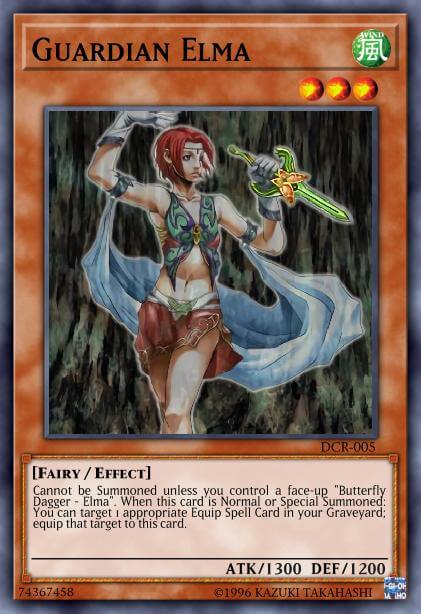 Guardian Elma
WIND
風
DCR-005
[Fairy / Effect]
Cannot be Summoned unless you control a face-up "Butterfly
Dagger - Elma". When this card is Normal or Special Summoned:
You can target 1 appropriate Equip Spell Card in your Graveyard;
equip that target to this card.
ATK/1300 DEF/1200
74367458
©1996 KAZUKI TAKAHASHI